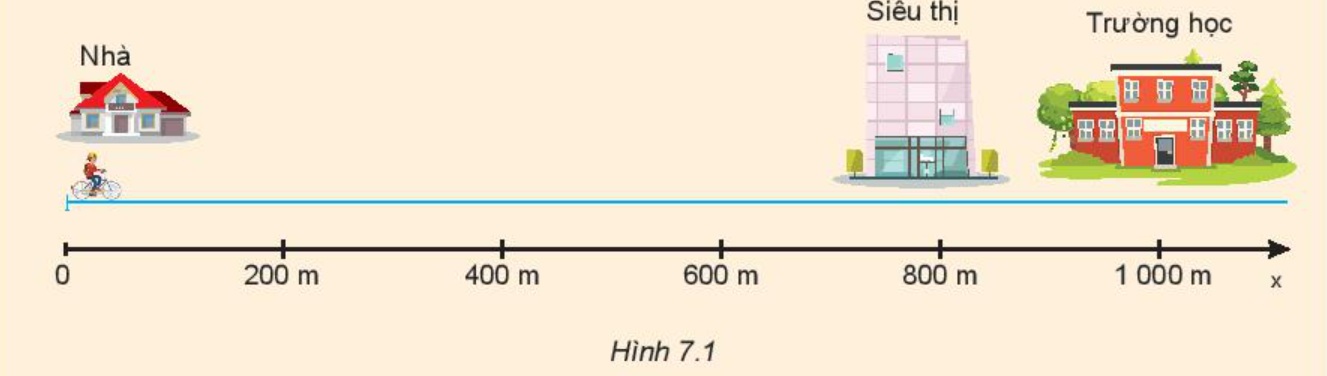 Siêu thị
Trường học
Nhà
0 200 m 400 m 600 m 800 m 1 000 m x
Hình 7.1